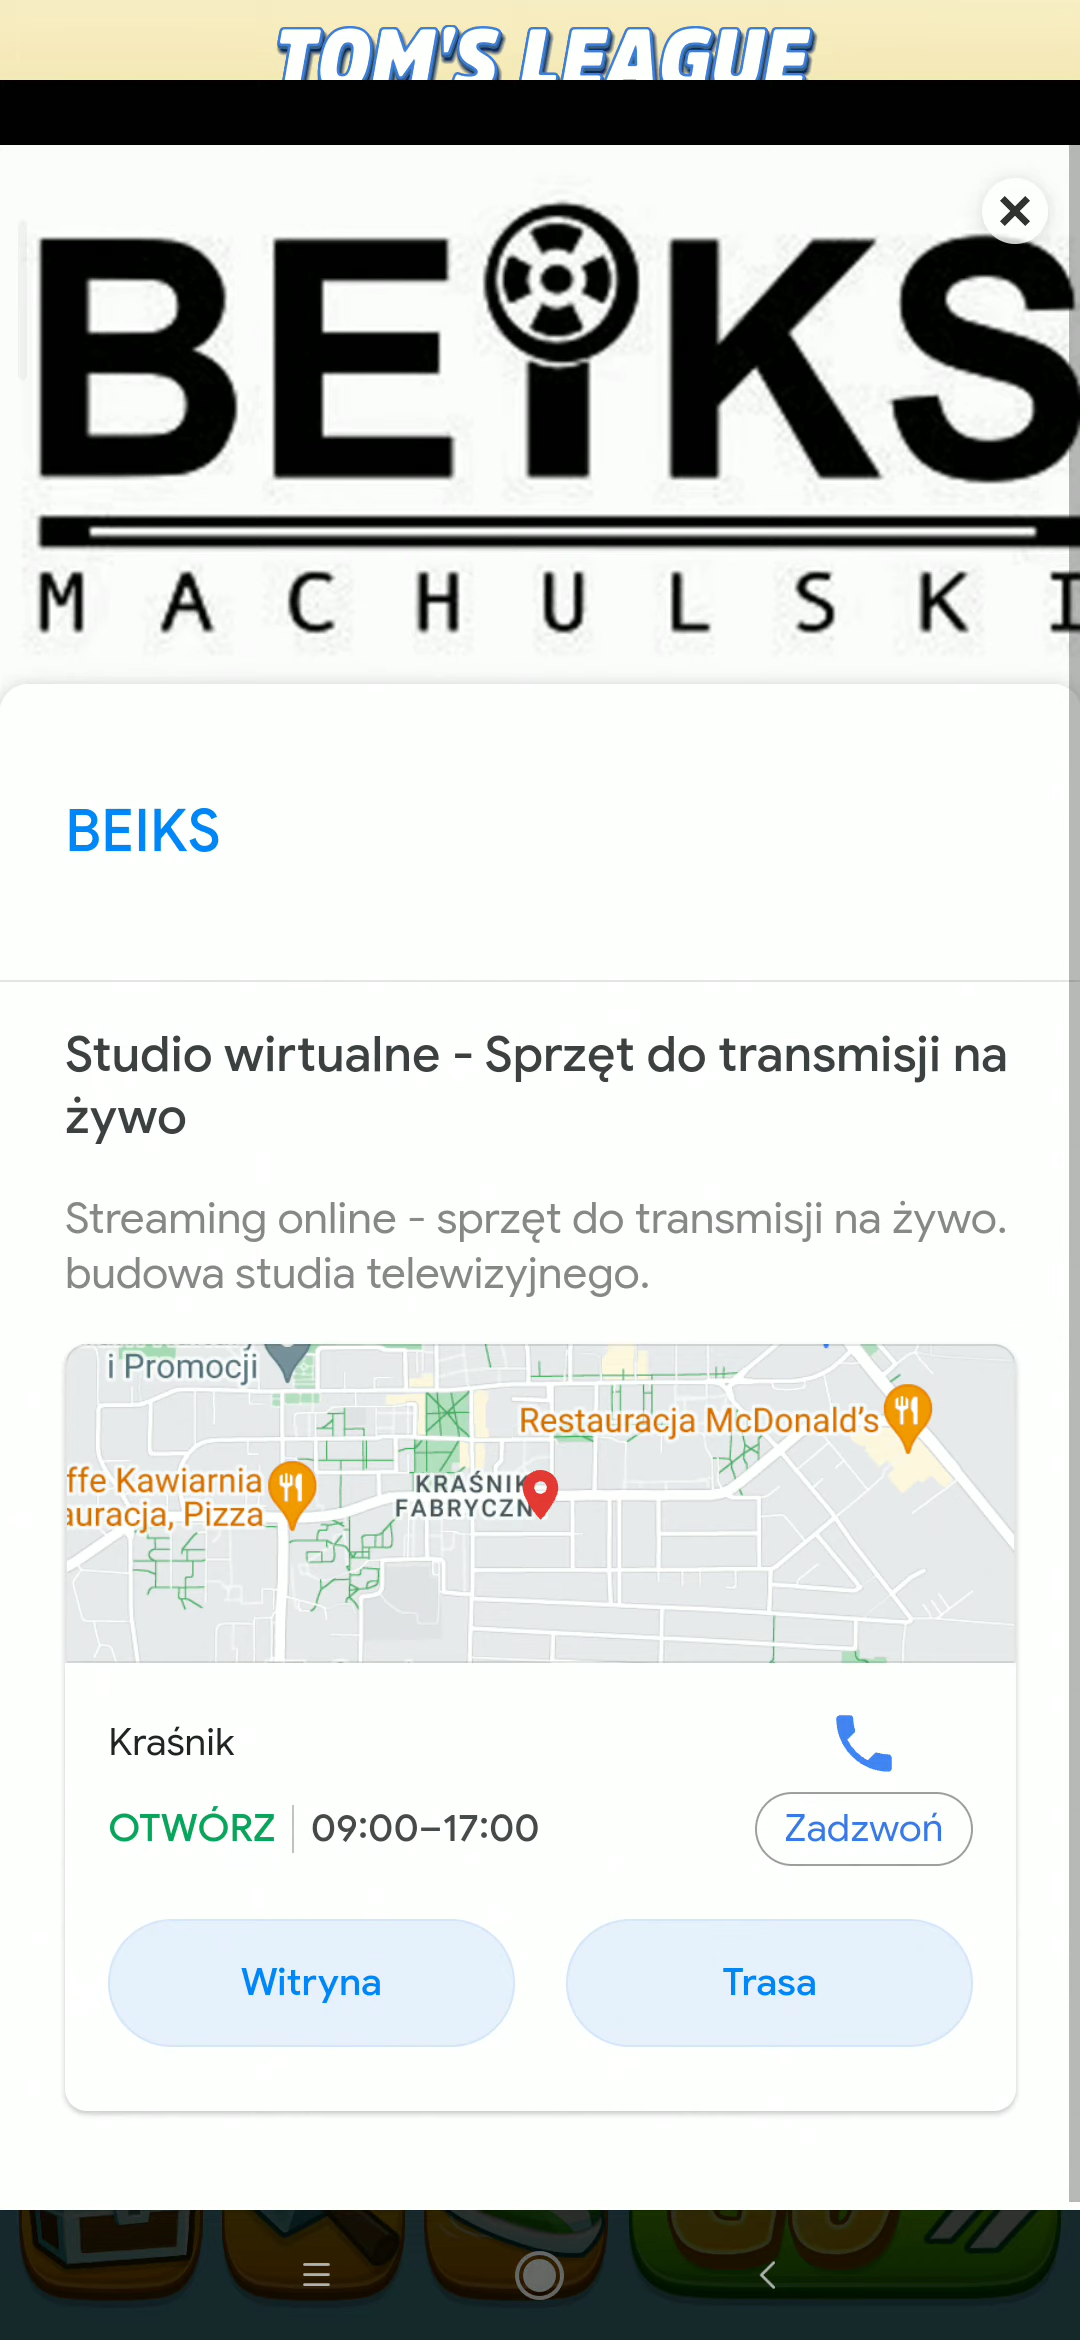 TOM'S LEAGUE
BEiKS
MACHULSKI
BEIKS
Studio wirtualne - Sprzęt do transmisji na
żywo
Streaming online - sprzęt do transmisji na żywo.
budowa studia telewizyjnego.
i Promocji
Restauracja McDonald's
ffe Kawiarnia
auracja, Pizza
KRAŚNIK
FABRYCZN
Kraśnik
OTWÓRZ
09:00–17:00
Zadzwoń
Witryna
Trasa